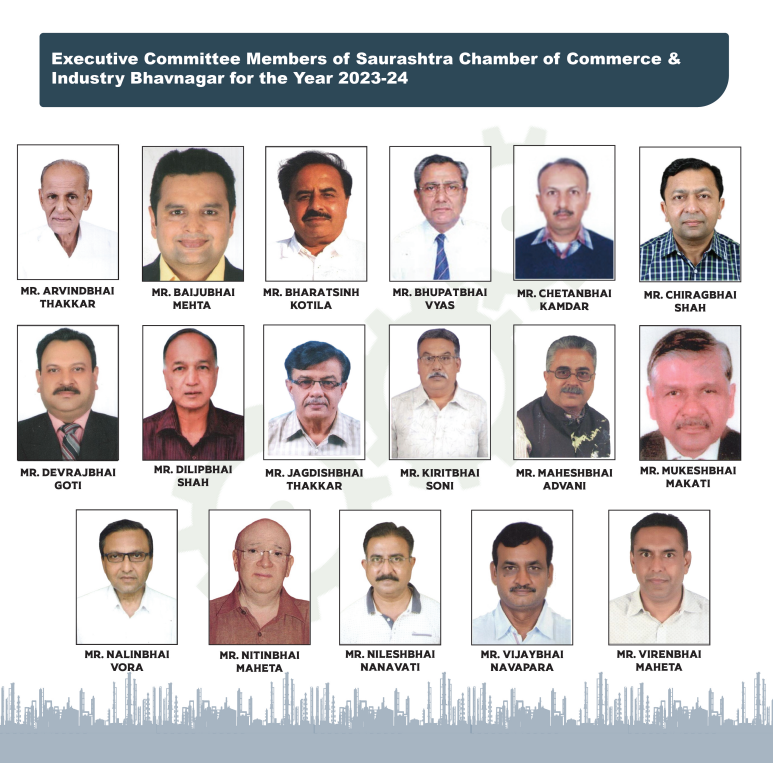 Executive Committee Members of Saurashtra Chamber of Commerce &
Industry Bhavnagar for the Year 2023-24
MR. ARVINDBHAI
THAKKAR
MR. BAIJUBHAI
MEHTA
MR. BHARATSINH
KOTILA
MR. BHUPATBHAI
VYAS
MR. CHETANBHAI
KAMDAR
MR. CHIRAGBHAI
SHAH
MR. DEVRAJBHAI
GOTI
MR. DILIPBHAI
SHAH
MR. JAGDISHBHAI
THAKKAR
MR. KIRITBHAI
SONI
MR. MAHESHBHAI
ADVANI
MR. MUKESHBHAI
MAKATI
MR. NALINBHAI
VORA
MR. NITINBHAI
MAHETA
MR. NILESHBHAI
NANAVATI
MR. VIJAYBHAI
NAVAPARA
MR. VIRENBHAI
MAHETA